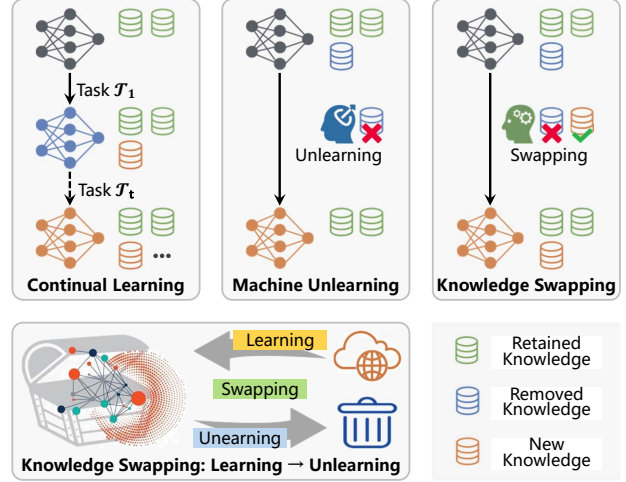 Task 𝒯₁
Task 𝒯ₜ
...
Continual Learning
Unlearning
Machine Unlearning
Swapping
Knowledge Swapping
Learning
Swapping
Unearning
Knowledge Swapping: Learning → Unlearning
Retained
Knowledge
Removed
Knowledge
New
Knowledge